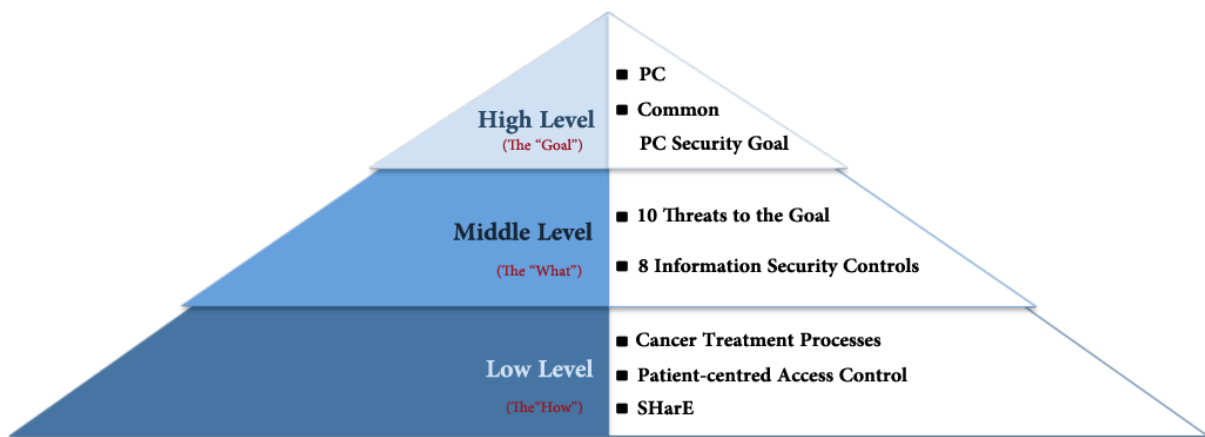 High Level
(The “Goal”)
■ PC
■ Common
PC Security Goal
Middle Level
(The “What”)
■ 10 Threats to the Goal
■ 8 Information Security Controls
Low Level
(The“How”)
■ Cancer Treatment Processes
■ Patient-centred Access Control
■ SHarE